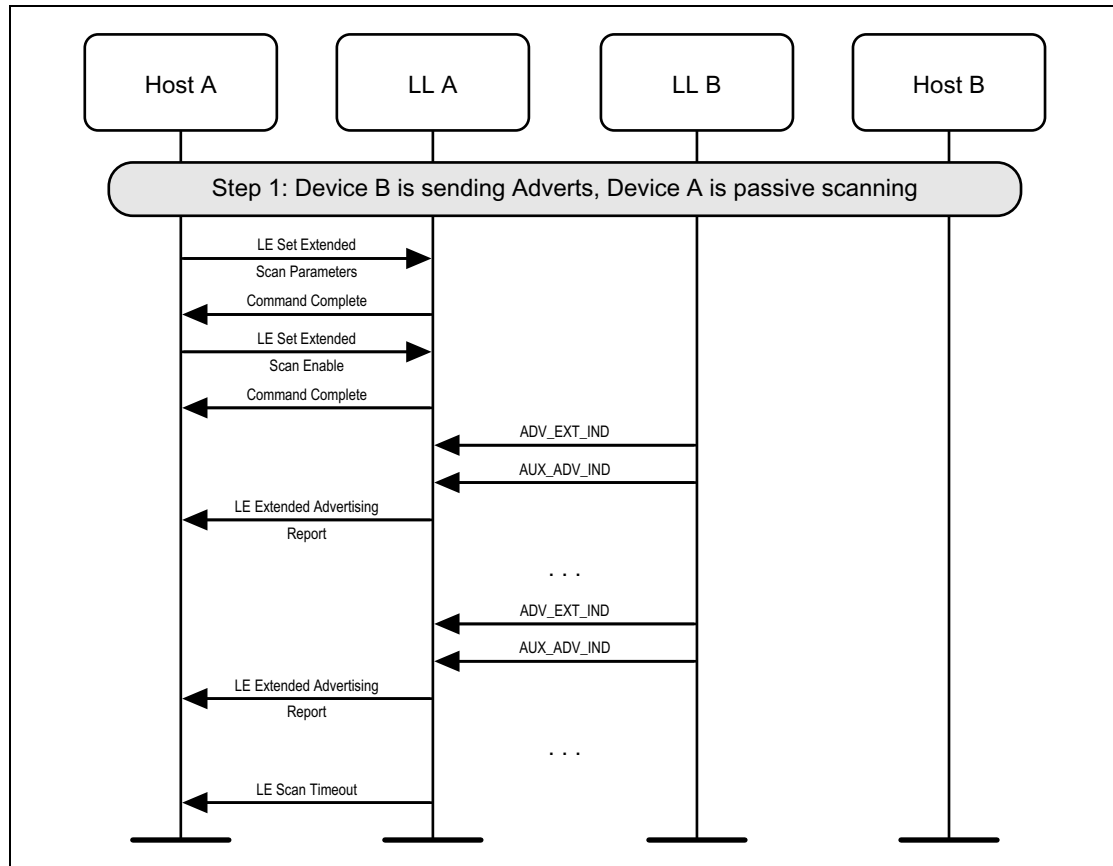 Host A
LL A
LL B
Host B
Step 1: Device B is sending Adverts, Device A is passive scanning
LE Set Extended
Scan Parameters
Command Complete
LE Set Extended
Scan Enable
Command Complete
ADV_EXT_IND
AUX_ADV_IND
LE Extended Advertising
Report
. . .
ADV_EXT_IND
AUX_ADV_IND
LE Extended Advertising
Report
. . .
LE Scan Timeout